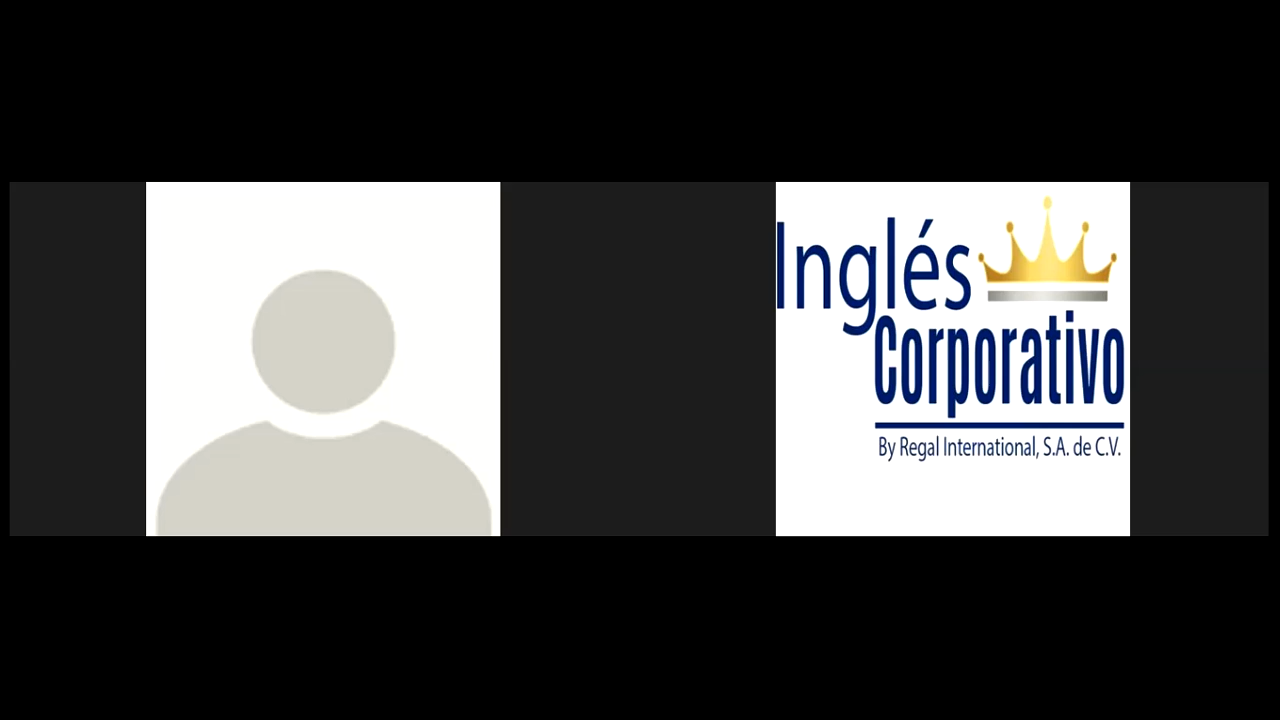 Inglés
Corporativo
By Regal International, S.A. de C.V.